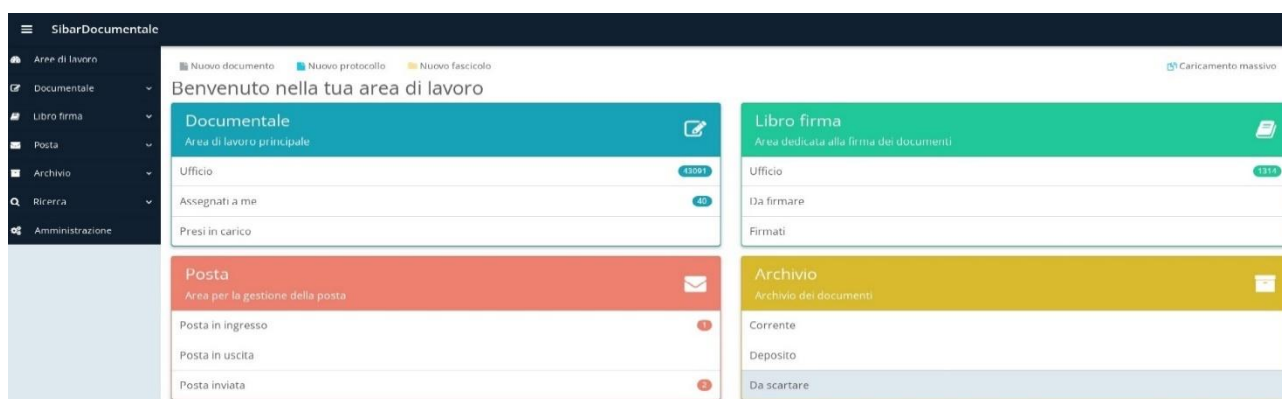 SibarDocumentale
Aree di lavoro
Documentale
Libro firma
Posta
Archivio
Ricerca
Amministrazione
Nuovo documento Nuovo protocollo Nuovo fascicolo Caricamento massivo
Benvenuto nella tua area di lavoro
Documentale
Area di lavoro principale
Ufficio 43091
Assegnati a me 40
Presi in carico
Libro firma
Area dedicata alla firma dei documenti
Ufficio 1314
Da firmare
Firmati
Posta
Area per la gestione della posta
Posta in ingresso 1
Posta in uscita
Posta inviata 2
Archivio
Archivio dei documenti
Corrente
Deposito
Da scartare